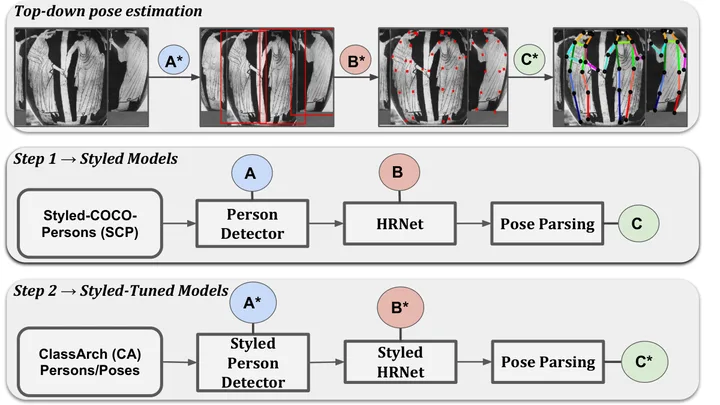 Top-down pose estimation
A*
B*
C*
Step 1 → Styled Models
A
B
Styled-COCO-
Persons (SCP)
Person
Detector
HRNet
Pose Parsing
C
Step 2 → Styled-Tuned Models
A*
B*
ClassArch (CA)
Persons/Poses
Styled
Person
Detector
Styled
HRNet
Pose Parsing
C*